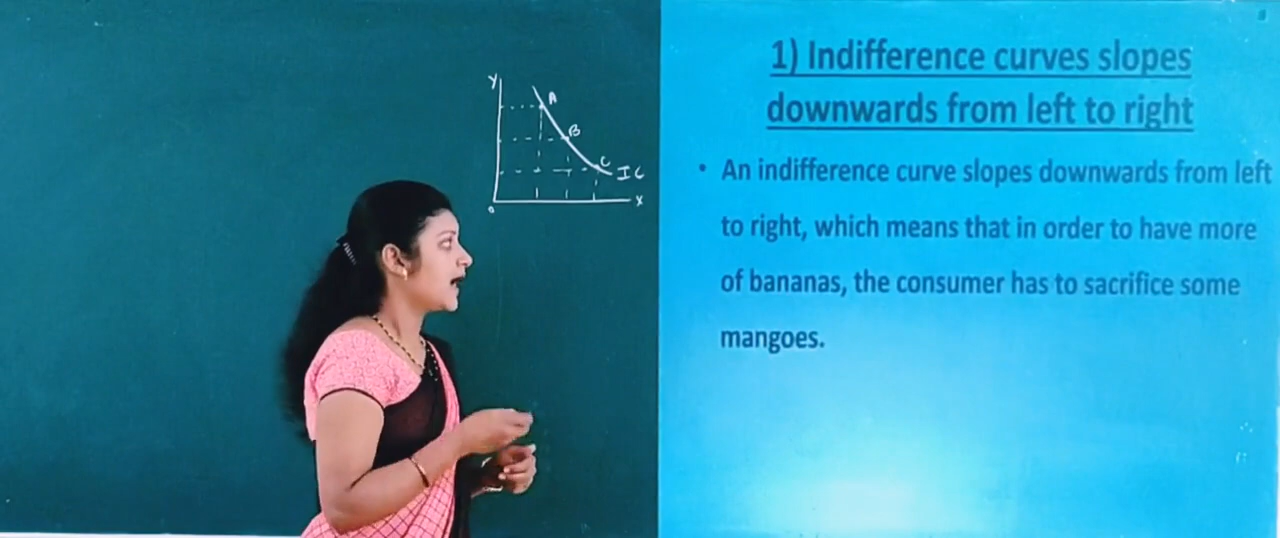 Y
A
B
C
IC
O
X
1) Indifference curves slopes
downwards from left to right
• An indifference curve slopes downwards from left
to right, which means that in order to have more
of bananas, the consumer has to sacrifice some
mangoes.